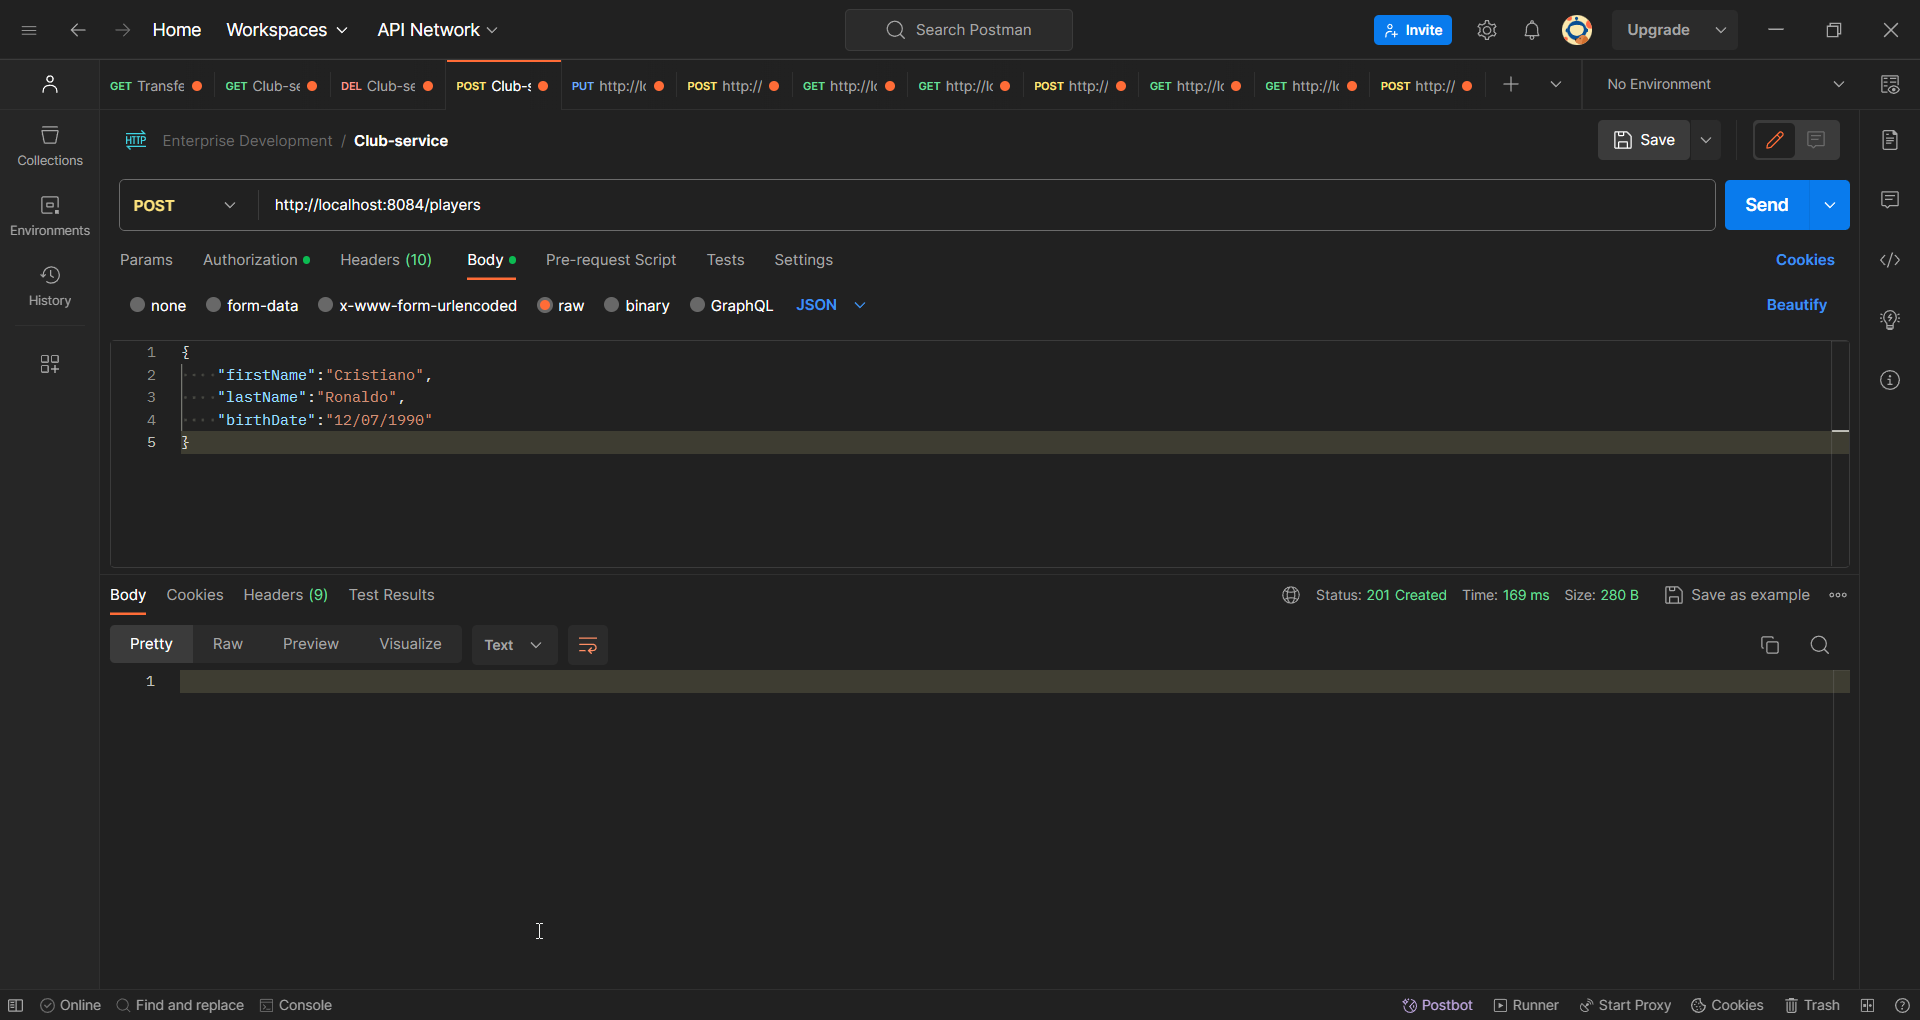 Home Workspaces API Network Search Postman Invite Upgrade
GET Transfe GET Club-se DEL Club-se POST Club-s PUT http://lc POST http:// GET http://lc GET http://lc POST http:// GET http://lc GET http://lc POST http:// No Environment
HTTP Enterprise Development / Club-service Save
Collections
Environments
History
POST http://localhost:8084/players Send
Params Authorization Headers (10) Body Pre-request Script Tests Settings Cookies
none form-data x-www-form-urlencoded raw binary GraphQL JSON Beautify
1 {
2 "firstName":"Cristiano",
3 "lastName":"Ronaldo",
4 "birthDate":"12/07/1990"
5 }
Body Cookies Headers (9) Test Results Status: 201 Created Time: 169 ms Size: 280 B Save as example
Pretty Raw Preview Visualize Text
1
Online Find and replace Console Postbot Runner Start Proxy Cookies Trash